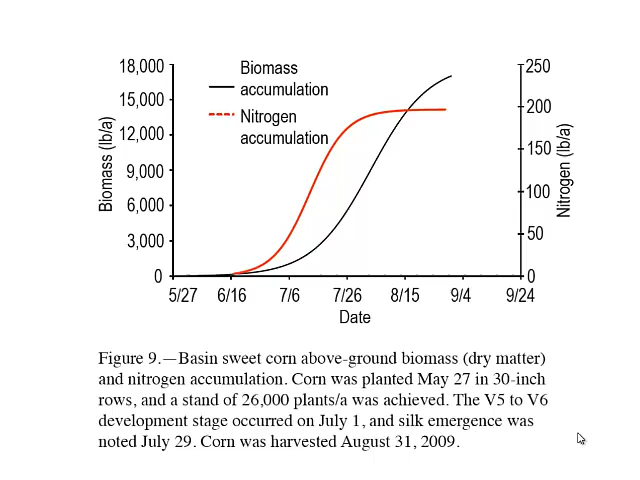 18,000
15,000
12,000
9,000
6,000
3,000
0
Biomass (lb/a)
Biomass
accumulation
Nitrogen
accumulation
250
200
150
100
50
0
Nitrogen (lb/a)
5/27 6/16 7/6 7/26 8/15 9/4 9/24
Date
Figure 9.—Basin sweet corn above-ground biomass (dry matter)
and nitrogen accumulation. Corn was planted May 27 in 30-inch
rows, and a stand of 26,000 plants/a was achieved. The V5 to V6
development stage occurred on July 1, and silk emergence was
noted July 29. Corn was harvested August 31, 2009.